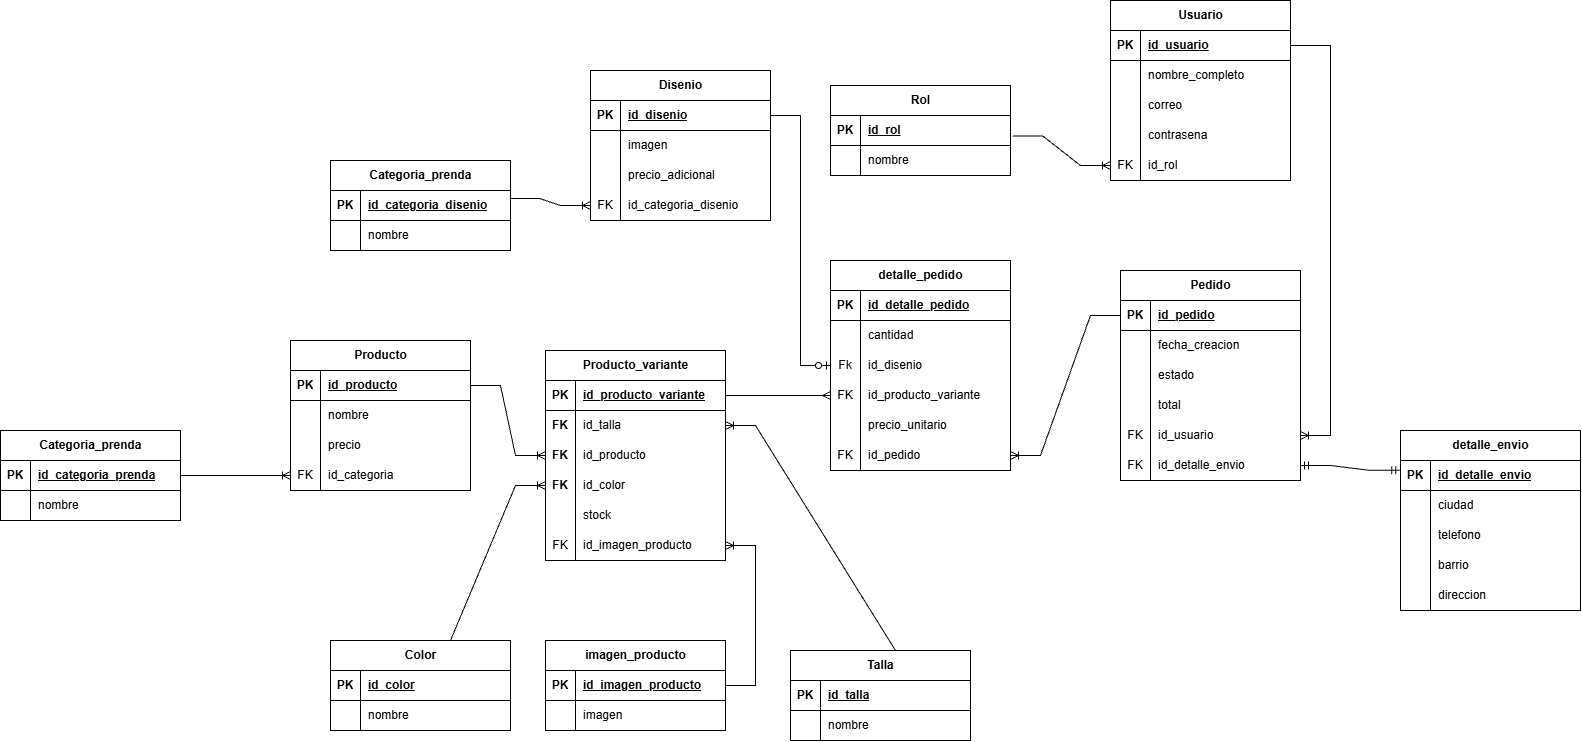 Usuario
PK id_usuario
nombre_completo
correo
contrasena
FK id_rol
Disenio
PK id_disenio
imagen
precio_adicional
FK id_categoria_disenio
Rol
PK id_rol
nombre
Categoria_prenda
PK id_categoria_disenio
nombre
detalle_pedido
PK id_detalle_pedido
cantidad
Fk id_disenio
FK id_producto_variante
precio_unitario
FK id_pedido
Pedido
PK id_pedido
fecha_creacion
estado
total
FK id_usuario
FK id_detalle_envio
Producto
PK id_producto
nombre
precio
FK id_categoria
Producto_variante
PK id_producto_variante
FK id_talla
FK id_producto
FK id_color
stock
FK id_imagen_producto
Categoria_prenda
PK id_categoria_prenda
nombre
detalle_envio
PK id_detalle_envio
ciudad
telefono
barrio
direccion
Color
PK id_color
nombre
imagen_producto
PK id_imagen_producto
imagen
Talla
PK id_talla
nombre